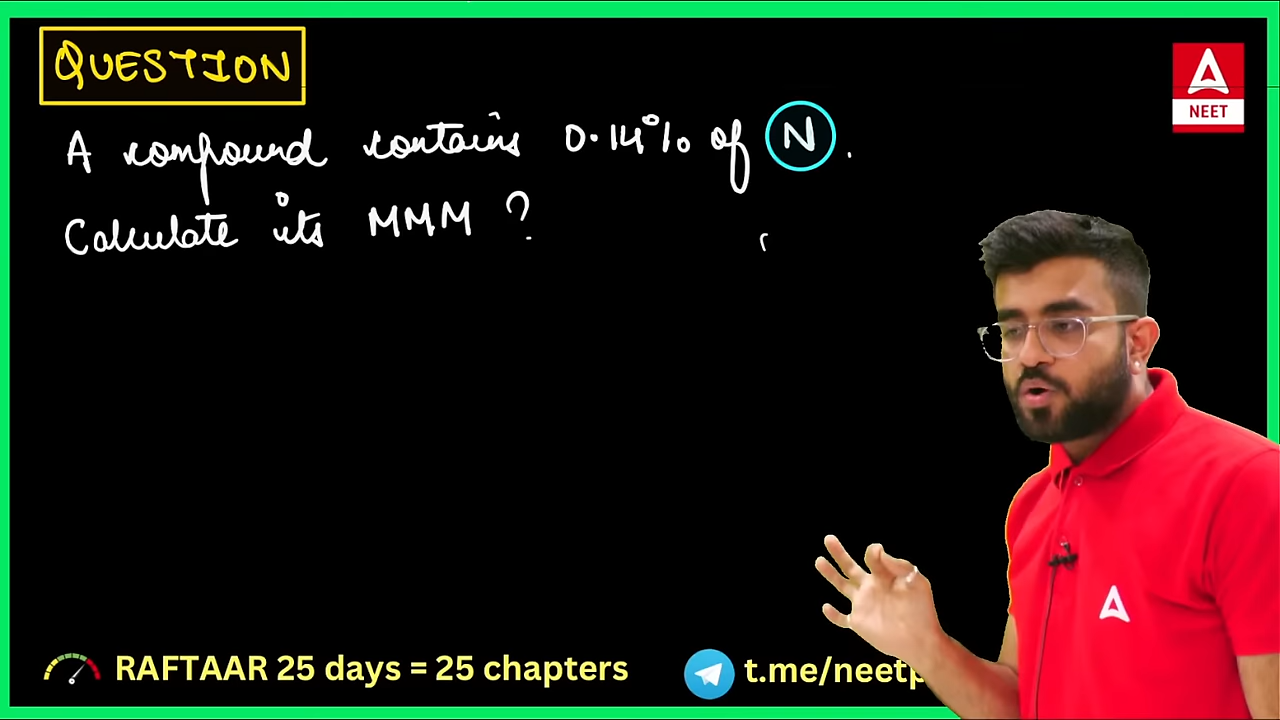 QUESTION
A compound contains 0.14% of N.
Calculate its MMM ?
NEET
RAFTAAR 25 days = 25 chapters
t.me/neetp